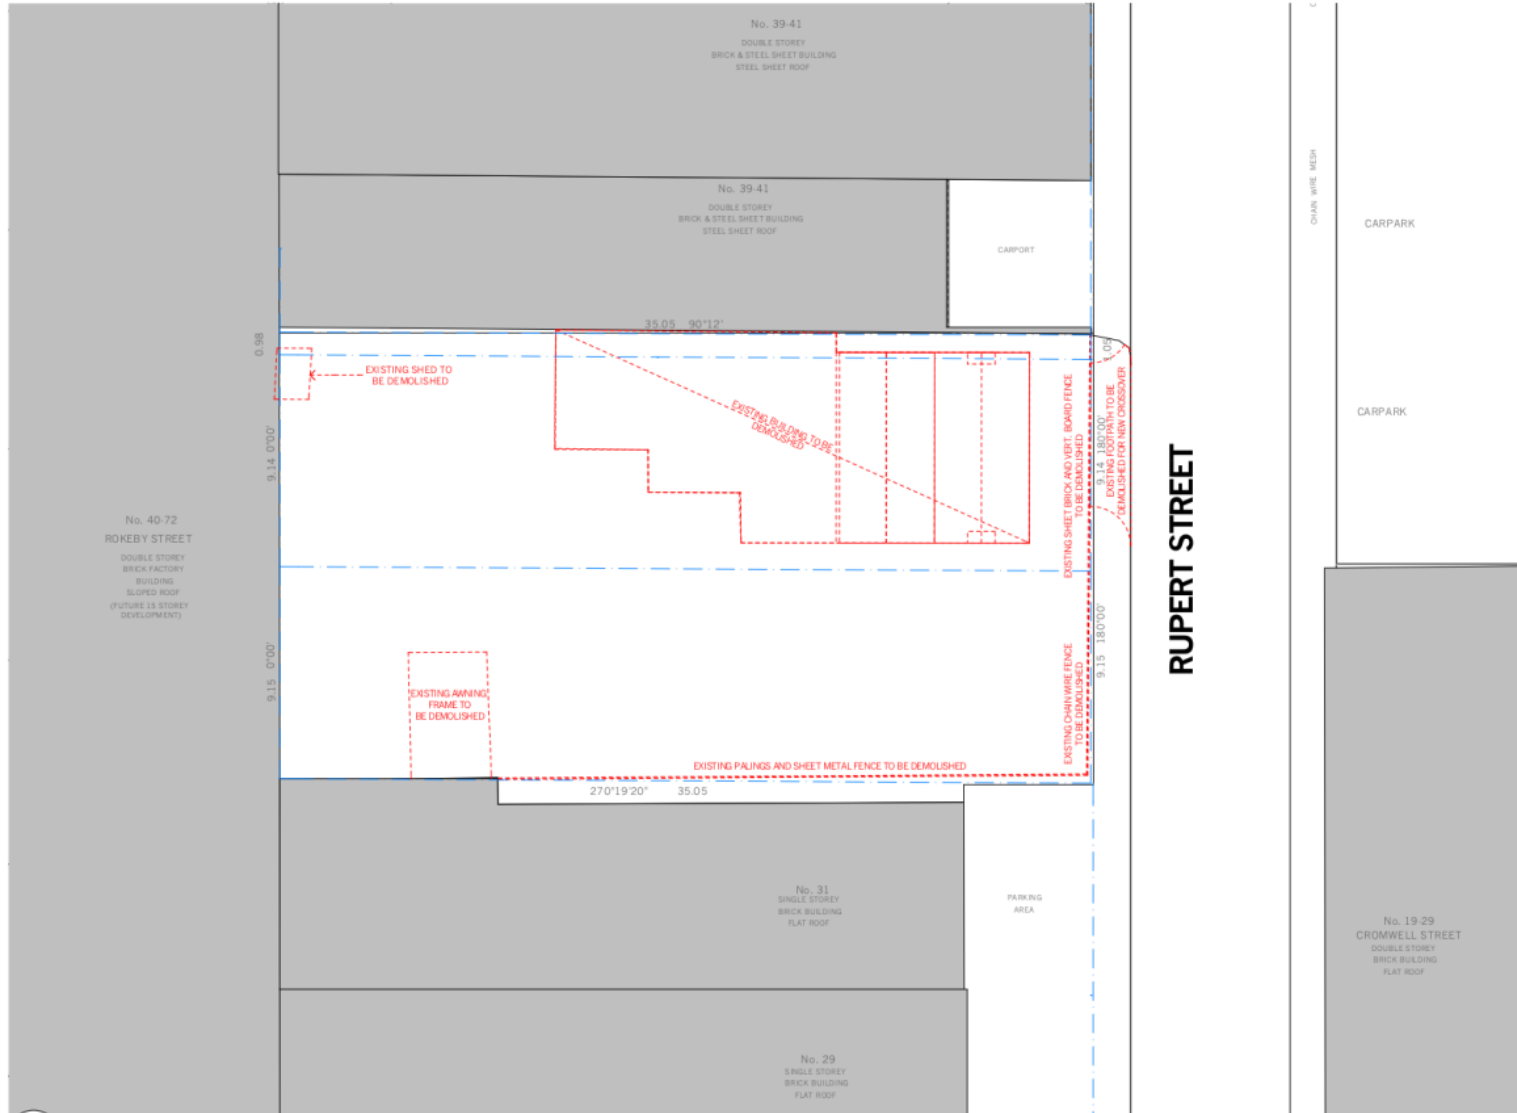 No. 39-41
DOUBLE STOREY
BRICK & STEEL SHEET BUILDING
STEEL SHEET ROOF
No. 39-41
DOUBLE STOREY
BRICK & STEEL SHEET BUILDING
STEEL SHEET ROOF
CARPORT
CHAIN WIRE MESH
CARPARK
CARPARK
35.05 90°12'
0.98
1.05
EXISTING SHED TO
BE DEMOLISHED
EXISTING BUILDING TO BE
DEMOLISHED
EXISTING SHEET BRICK AND VERT. BOARD FENCE
TO BE DEMOLISHED
9.14 180°00'
EXISTING FOOTPATH TO BE
DEMOLISHED FOR NEW CROSSOVER
9.14 0°00'
RUPERT STREET
No. 40-72
ROKEBY STREET
DOUBLE STOREY
BRICK FACTORY
BUILDING
SLOPED ROOF
(FUTURE 15 STOREY
DEVELOPMENT)
9.15 0°00'
9.15 180°00'
EXISTING AWNING
FRAME TO
BE DEMOLISHED
EXISTING CHAIN WIRE FENCE
TO BE DEMOLISHED
EXISTING PALINGS AND SHEET METAL FENCE TO BE DEMOLISHED
270°19'20" 35.05
No. 31
SINGLE STOREY
BRICK BUILDING
FLAT ROOF
PARKING
AREA
No. 19-29
CROMWELL STREET
DOUBLE STOREY
BRICK BUILDING
FLAT ROOF
No. 29
SINGLE STOREY
BRICK BUILDING
FLAT ROOF